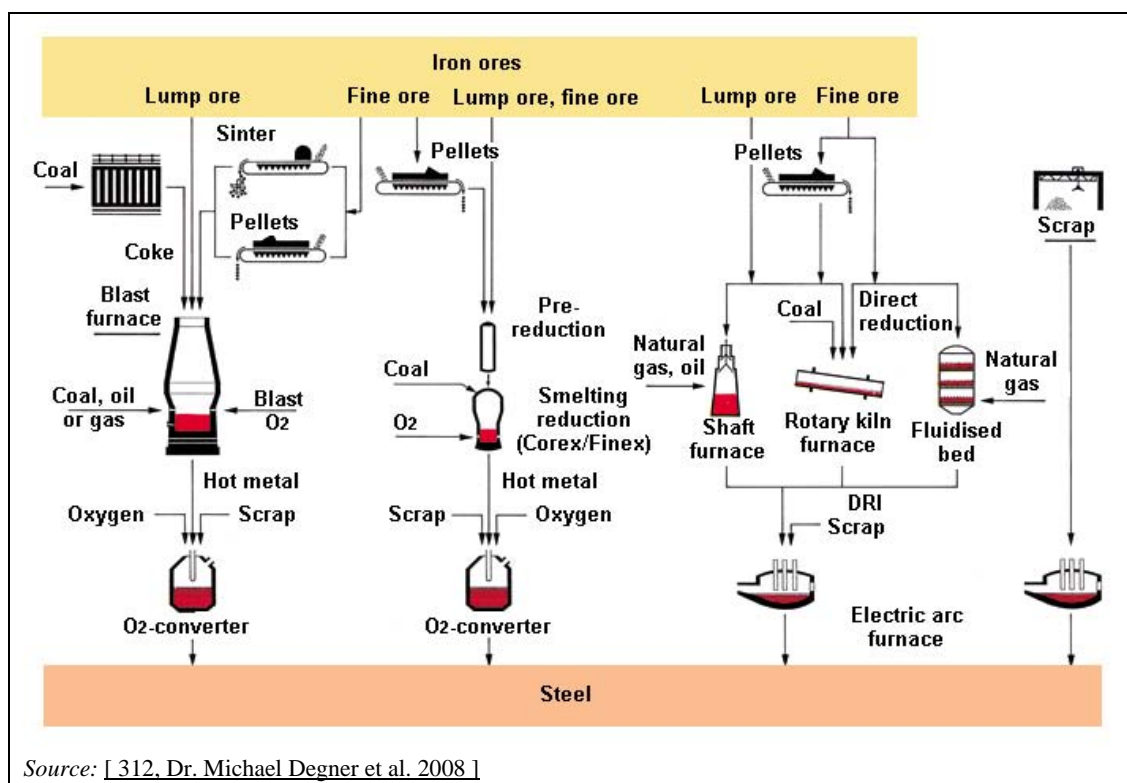 Iron ores
Lump ore
Fine ore
Lump ore, fine ore
Lump ore
Fine ore
Sinter
Pellets
Pellets
Coal
Scrap
Pellets
Coke
Blast
furnace
Pre-
reduction
Coal
Direct
reduction
Natural
gas, oil
Natural
gas
Coal
Coal, oil
or gas
Blast
O2
O2
Smelting
reduction
(Corex/Finex)
Shaft
furnace
Rotary kiln
furnace
Fluidised
bed
Hot metal
Hot metal
DRI
Scrap
Oxygen
Scrap
Scrap
Oxygen
O2-converter
O2-converter
Electric arc
furnace
Steel
Source: [ 312, Dr. Michael Degner et al. 2008 ]